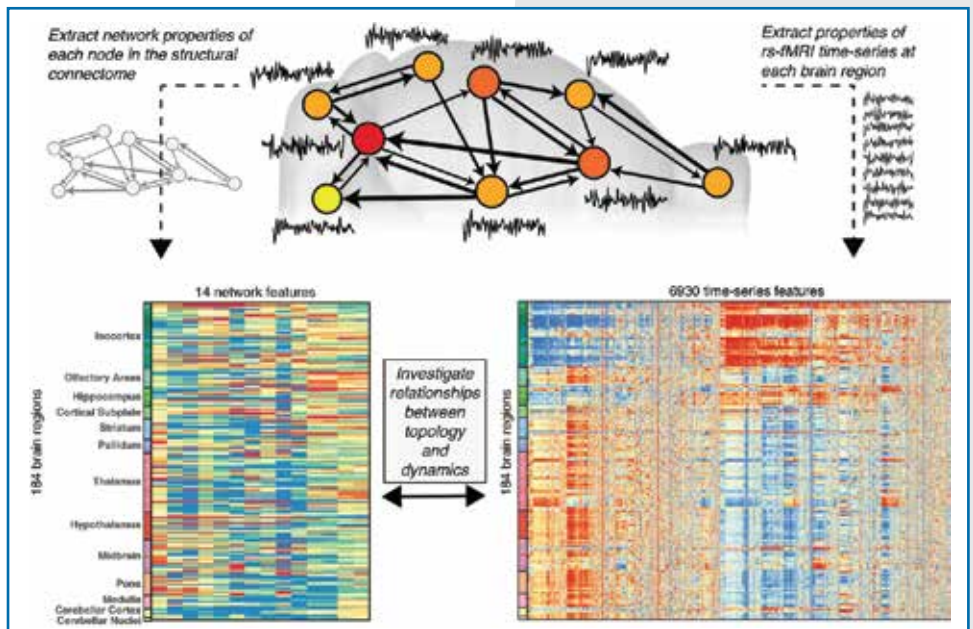 Extract network properties of
each node in the structural
connectome
Extract properties of
rs-fMRI time-series at
each brain region
14 network features
6930 time-series features
184 brain regions
Isocortex
Olfactory Areas
Hippocampus
Cortical Subplate
Striatum
Pallidum
Thalamus
Hypothalamus
Midbrain
Pons
Medulla
Cerebellar Cortex
Cerebellar Nuclei
Investigate
relationships
between
topology
and
dynamics
184 brain regions